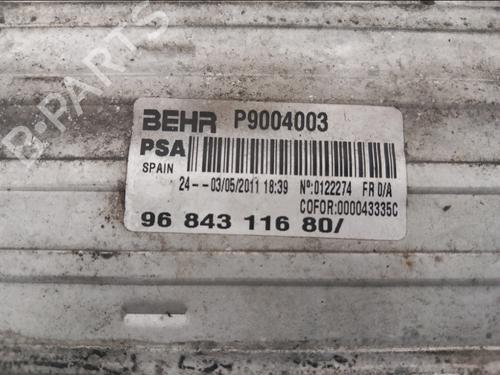 B-PARTS
BEHR P9004003
PSA
SPAIN
24--03/05/2011 18:39 Nº:0122274 FR D/A
COFOR:000043335C
96 843 116 80/